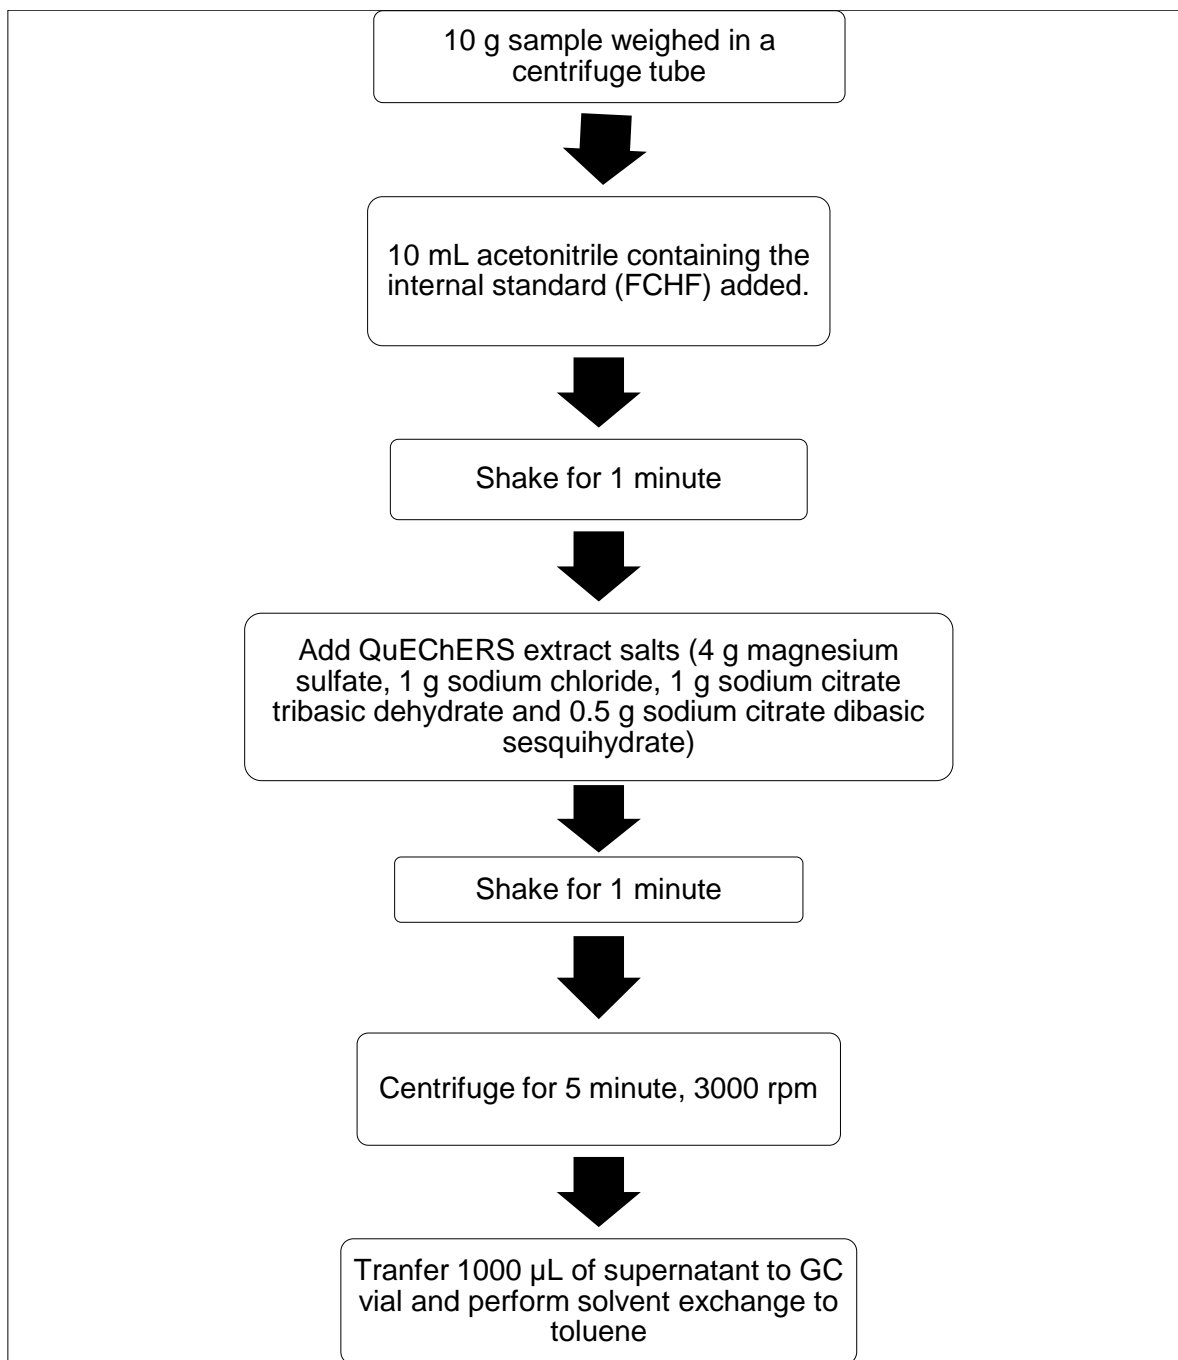 10 g sample weighed in a
centrifuge tube
10 mL acetonitrile containing the
internal standard (FCHF) added.
Shake for 1 minute
Add QuEChERS extract salts (4 g magnesium
sulfate, 1 g sodium chloride, 1 g sodium citrate
tribasic dehydrate and 0.5 g sodium citrate dibasic
sesquihydrate)
Shake for 1 minute
Centrifuge for 5 minute, 3000 rpm
Tranfer 1000 µL of supernatant to GC
vial and perform solvent exchange to
toluene